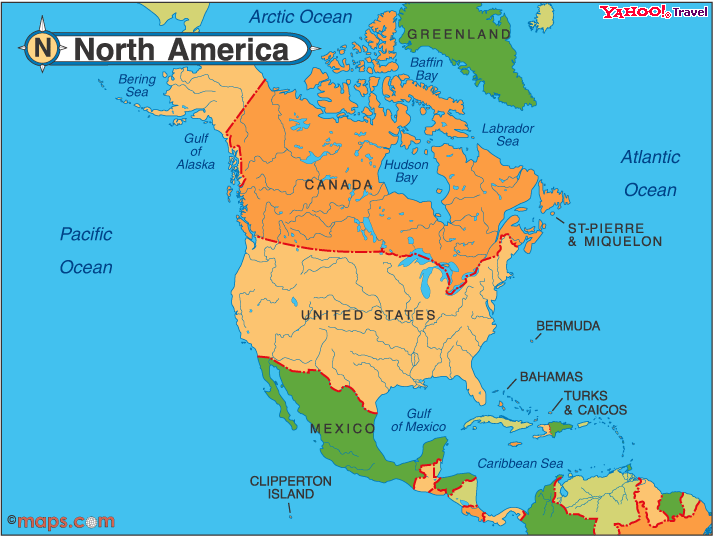 Arctic Ocean
YAHOO! Travel
N North America
GREENLAND
Baffin
Bay
Bering
Sea
Gulf
of
Alaska
Labrador
Sea
Hudson
Bay
Atlantic
Ocean
CANADA
ST-PIERRE
& MIQUELON
Pacific
Ocean
UNITED STATES
BERMUDA
BAHAMAS
TURKS
& CAICOS
Gulf
of Mexico
MEXICO
Caribbean Sea
CLIPPERTON
ISLAND
©maps.com